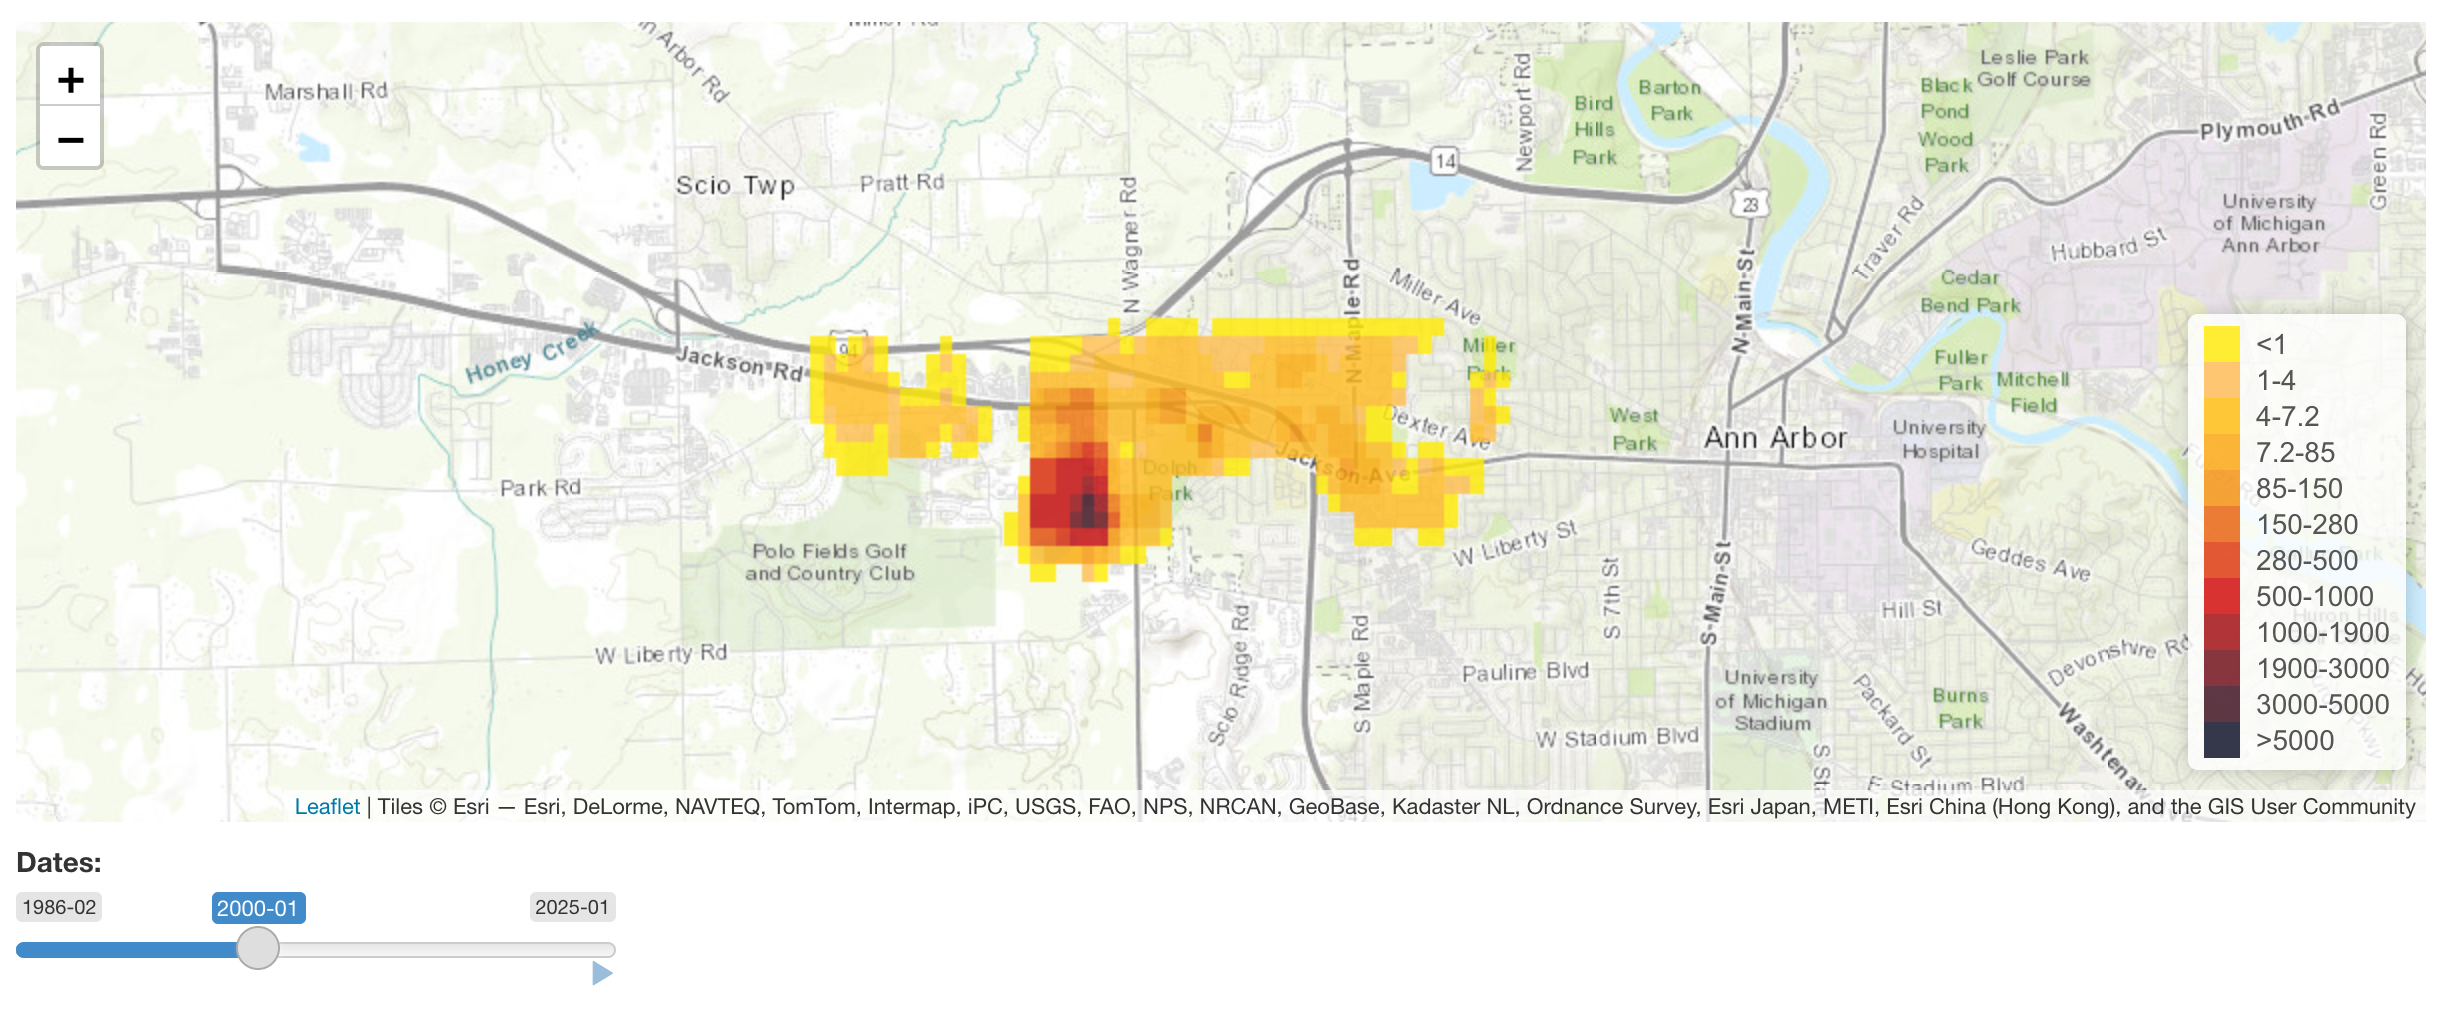 +
−
Marshall Rd
n Arbor Rd
Scio Twp
Pratt Rd
N Wagner Rd
14
Newport Rd
Bird
Hills
Park
Barton
Park
Leslie Park
Golf Course
Black
Pond
Wood
Park
Plymouth Rd
Green Rd
University
of Michigan
Ann Arbor
Hubbard St
Traver Rd
23
N Main St
Cedar
Bend Park
Miller Ave
N Maple Rd
Miller
Park
94
Honey Creek
Jackson Rd
Dexter Ave
West
Park
Ann Arbor
University
Hospital
Fuller
Park
Mitchell
Field
Jackson Ave
Dolph
Park
Park Rd
Polo Fields Golf
and Country Club
W Liberty Rd
W Liberty St
S 7th St
S Main St
Geddes Ave
Hill St
Devonshire Rd
Scio Ridge Rd
S Maple Rd
Pauline Blvd
University
of Michigan
Stadium
Packard St
Burns
Park
Washtenaw
W Stadium Blvd
E Stadium Blvd
<1
1-4
4-7.2
7.2-85
85-150
150-280
280-500
500-1000
1000-1900
1900-3000
3000-5000
>5000
Leaflet | Tiles © Esri — Esri, DeLorme, NAVTEQ, TomTom, Intermap, iPC, USGS, FAO, NPS, NRCAN, GeoBase, Kadaster NL, Ordnance Survey, Esri Japan, METI, Esri China (Hong Kong), and the GIS User Community
Dates:
1986-02
2000-01
2025-01